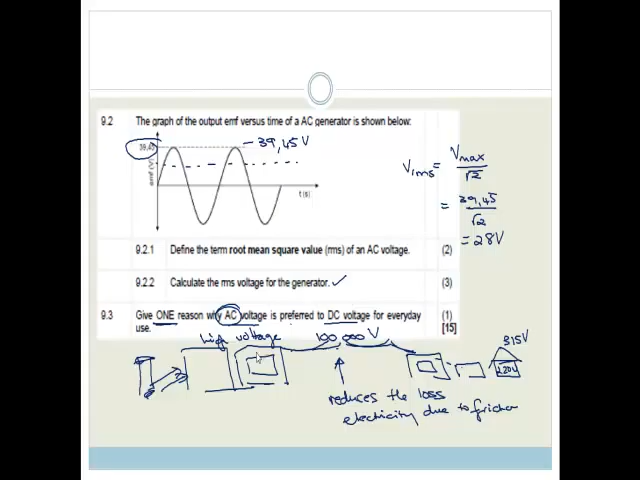 9.2 The graph of the output emf versus time of a AC generator is shown below:
39,45
- 39,45 V
emf (V)
t (s)
Vrms = Vmax / √2
= 39,45 / √2
= 28V
9.2.1 Define the term root mean square value (rms) of an AC voltage. (2)
9.2.2 Calculate the rms voltage for the generator. ✓ (3)
9.3 Give ONE reason why AC voltage is preferred to DC voltage for everyday (1)
use. [15]
high voltage
100,000 V
315V
220V
reduces the loss
electricity due to friction